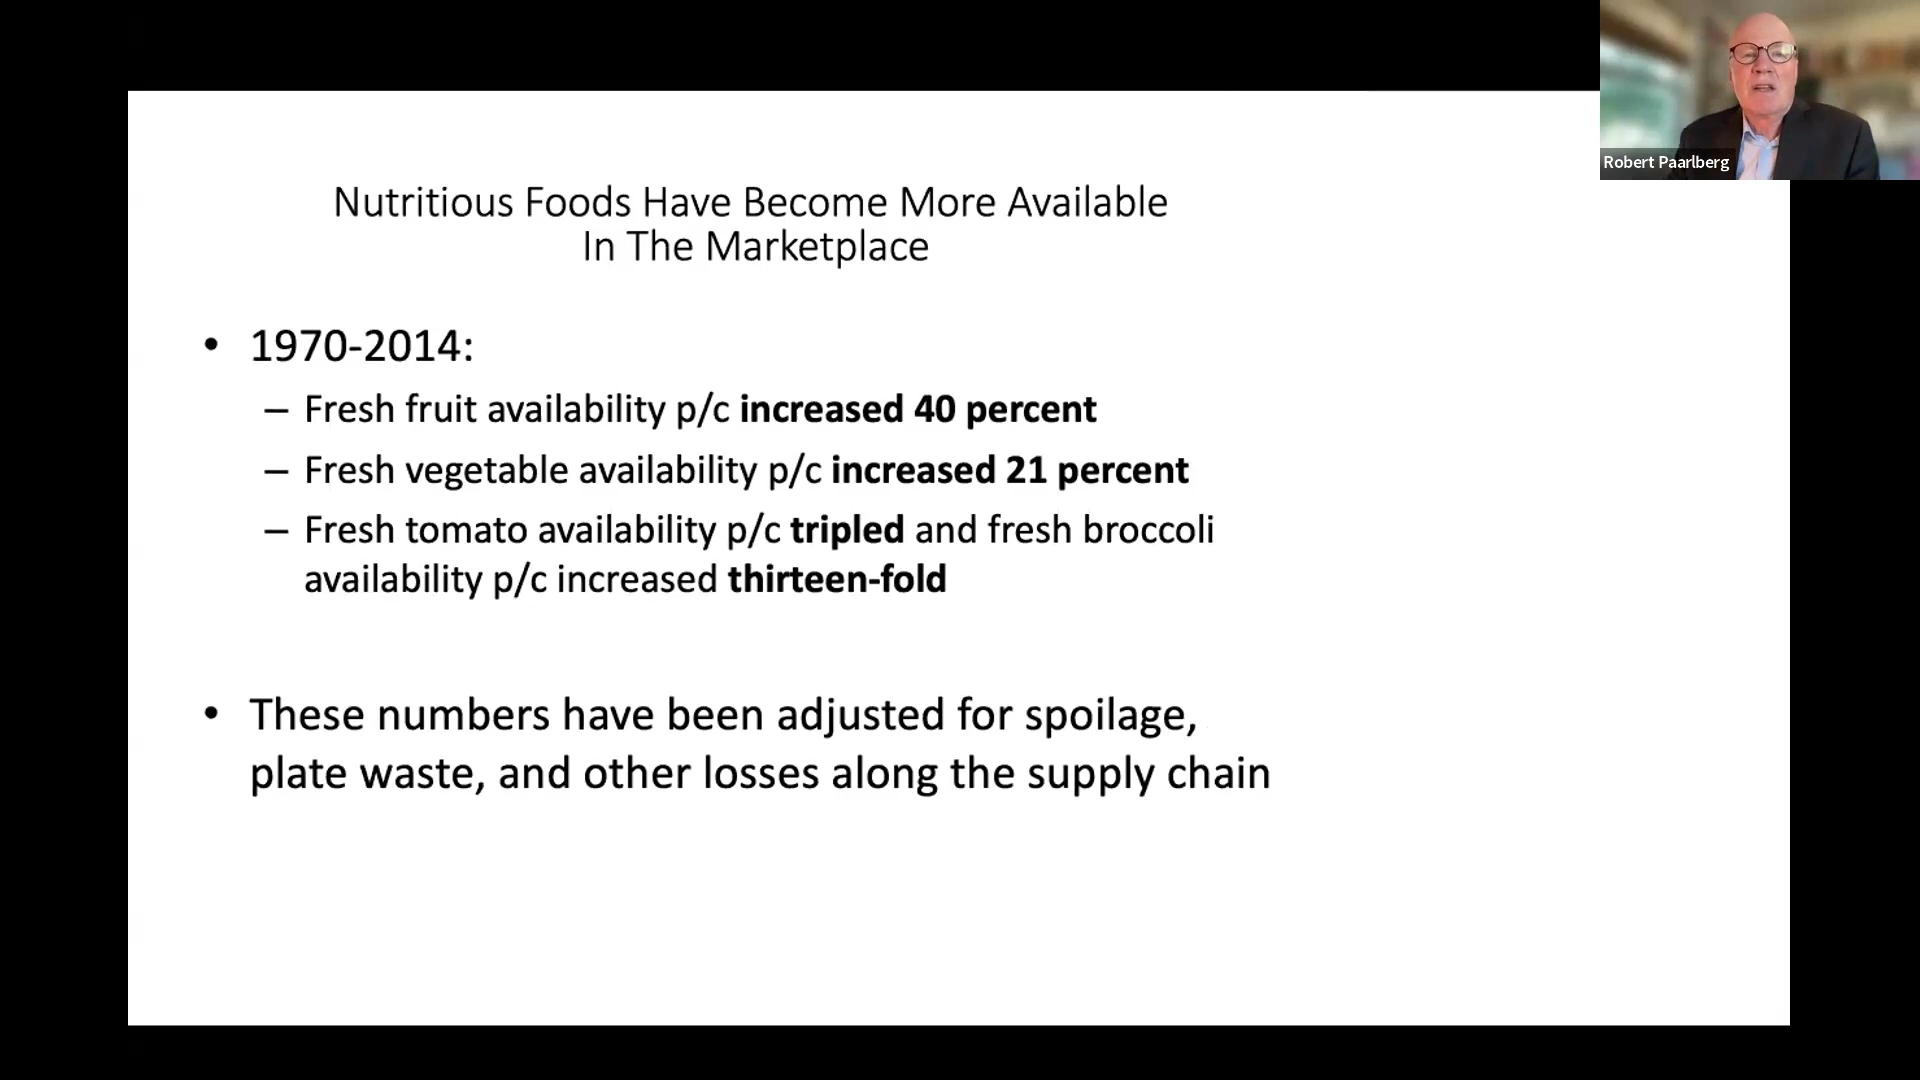 Robert Paarlberg
Nutritious Foods Have Become More Available
In The Marketplace
• 1970-2014:
– Fresh fruit availability p/c increased 40 percent
– Fresh vegetable availability p/c increased 21 percent
– Fresh tomato availability p/c tripled and fresh broccoli
availability p/c increased thirteen-fold
• These numbers have been adjusted for spoilage,
plate waste, and other losses along the supply chain